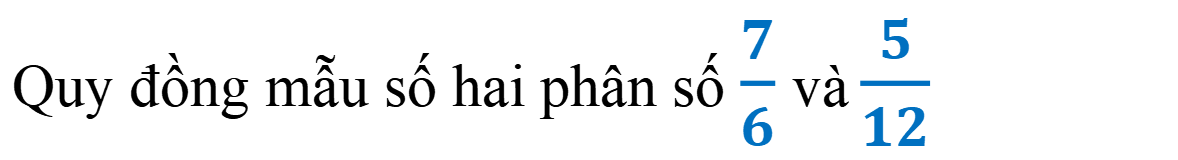 Quy đồng mẫu số hai phân số 7/6 và 5/12